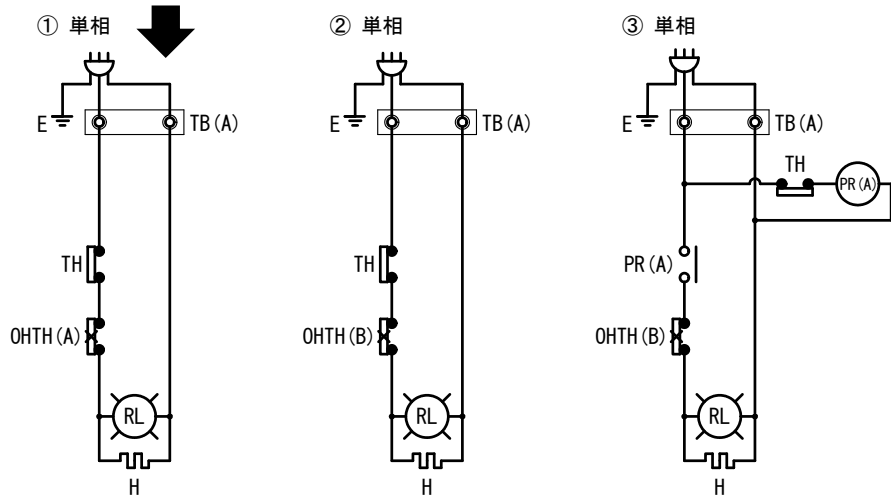 ① 単相
E
TB(A)
TH
OHTH(A)
RL
H
② 単相
E
TB(A)
TH
OHTH(B)
RL
H
③ 単相
E
TB(A)
TH
PR(A)
PR(A)
OHTH(B)
RL
H